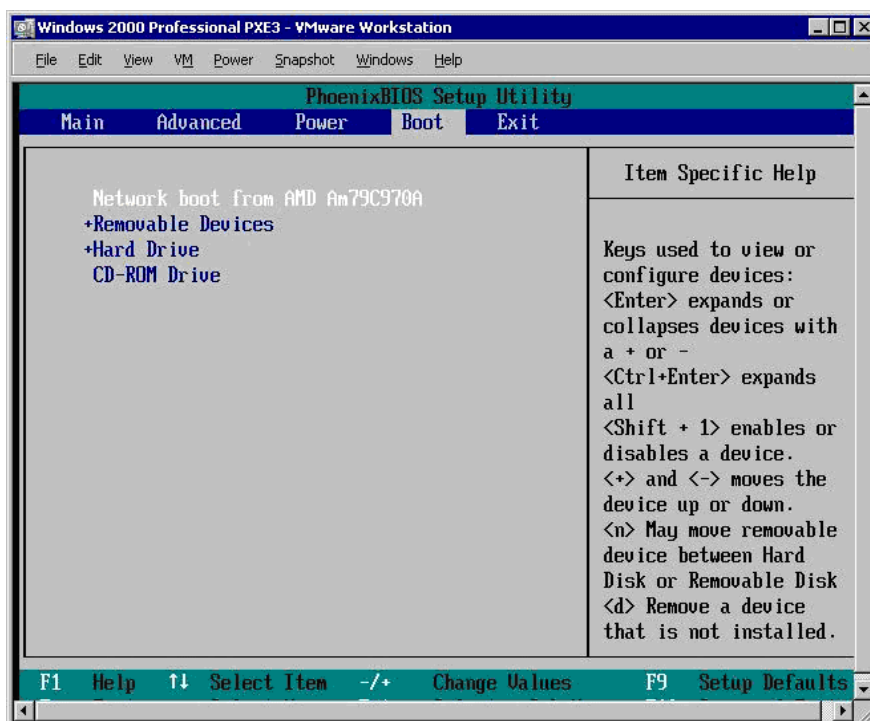 Windows 2000 Professional PXE3 - VMware Workstation
File Edit View VM Power Snapshot Windows Help
PhoenixBIOS Setup Utility
Main Advanced Power Boot Exit
Network boot from AMD Am79C970A
+Removable Devices
+Hard Drive
CD-ROM Drive
Item Specific Help
Keys used to view or
configure devices:
<Enter> expands or
collapses devices with
a + or -
<Ctrl+Enter> expands
all
<Shift + 1> enables or
disables a device.
<+> and <-> moves the
device up or down.
<n> May move removable
device between Hard
Disk or Removable Disk
<d> Remove a device
that is not installed.
F1 Help ↑↓ Select Item -/+ Change Values F9 Setup Defaults